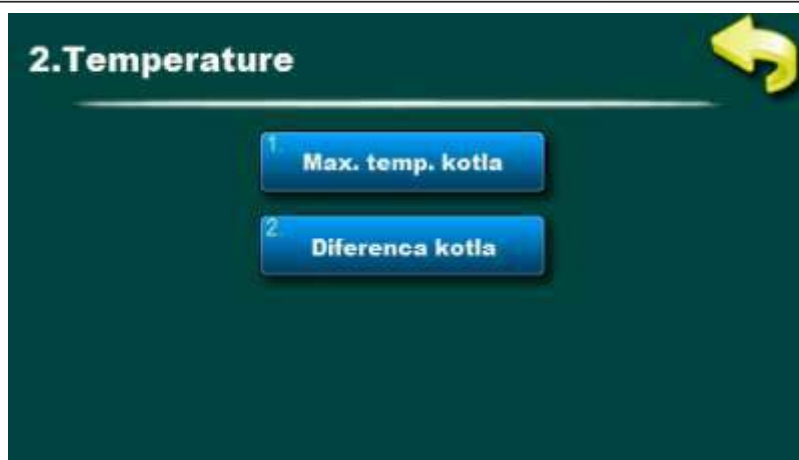 2.Temperature
1.
Max. temp. kotla
2.
Diferenca kotla